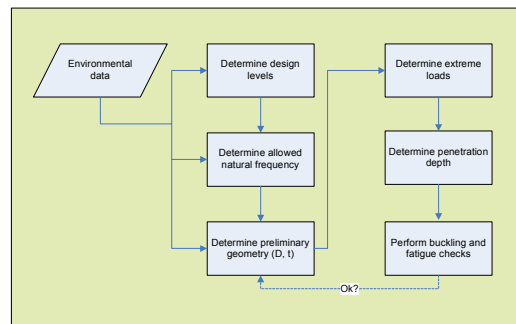 Environmental
data
Determine design
levels
Determine allowed
natural frequency
Determine preliminary
geometry (D, t)
Determine extreme
loads
Determine penetration
depth
Perform buckling and
fatigue checks
Ok?